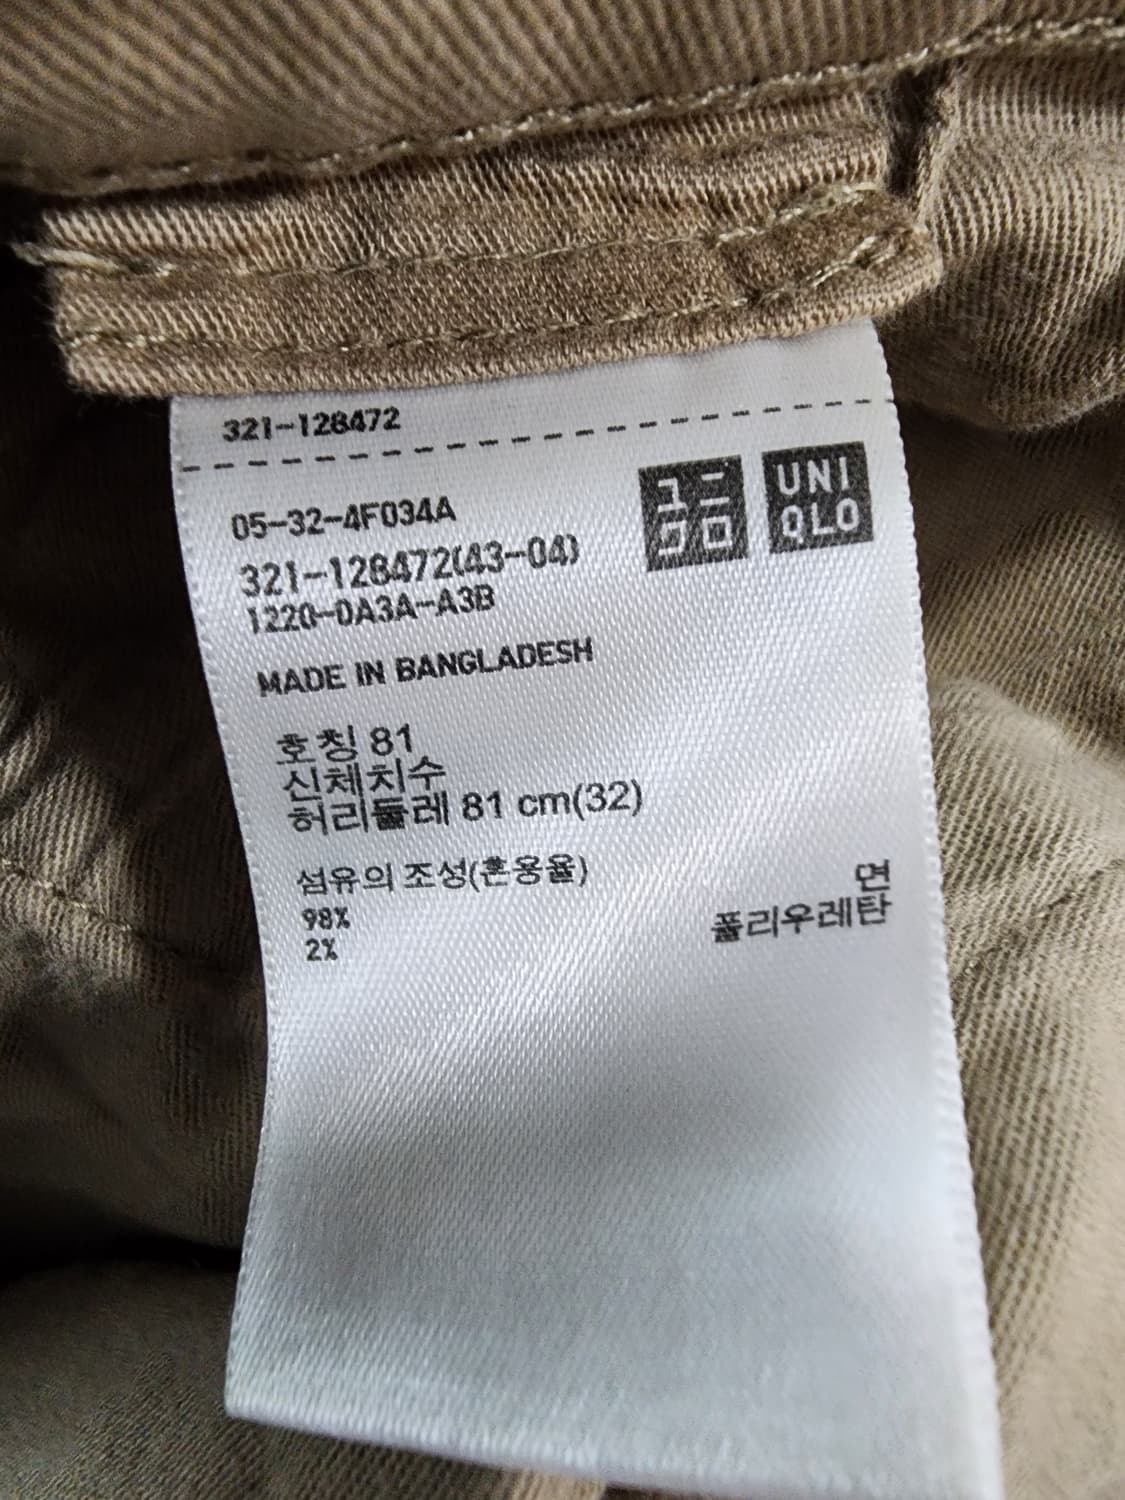 321-128472
ユニ
クロ
UNI
QLO
05-32-4F034A
321-128472(43-04)
1220-0A3A-A3B
MADE IN BANGLADESH
호칭 81
신체치수
허리둘레 81 cm(32)
섬유의 조성(혼용율)
98% 면
2% 폴리우레탄